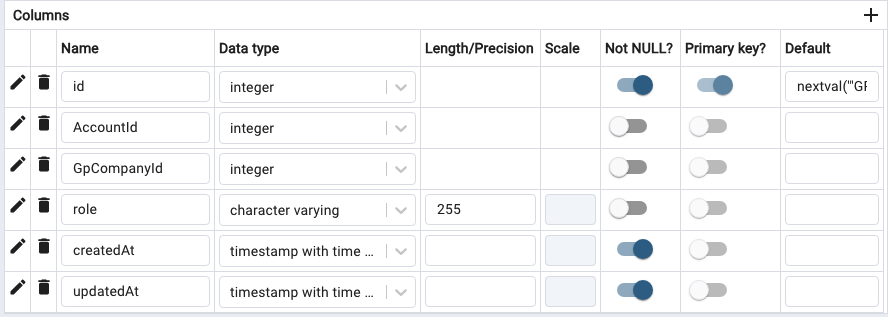 Columns
Name Data type Length/Precision Scale Not NULL? Primary key? Default
id integer nextval('"GF
AccountId integer
GpCompanyId integer
role character varying 255
createdAt timestamp with time ...
updatedAt timestamp with time ...